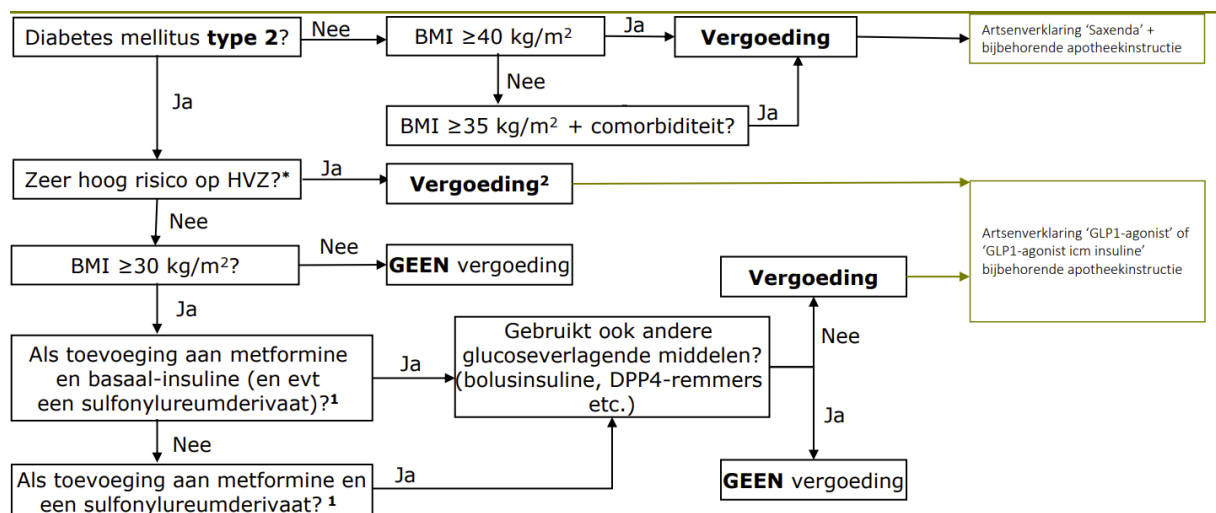 Diabetes mellitus type 2?
Nee
BMI ≥40 kg/m²
Ja
Vergoeding
Artsenverklaring 'Saxenda' +
bijbehorende apotheekinstructie
Ja
Nee
BMI ≥35 kg/m² + comorbiditeit?
Ja
Zeer hoog risico op HVZ?*
Ja
Vergoeding²
Nee
BMI ≥30 kg/m²?
Nee
GEEN vergoeding
Artsenverklaring 'GLP1-agonist' of
'GLP1-agonist icm insuline'
bijbehorende apotheekinstructie
Vergoeding
Ja
Als toevoeging aan metformine
en basaal-insuline (en evt
een sulfonylureumderivaat)?¹
Ja
Gebruikt ook andere
glucoseverlagende middelen?
(bolusinsuline, DPP4-remmers
etc.)
Nee
Ja
Nee
Als toevoeging aan metformine en
een sulfonylureumderivaat? ¹
Ja
GEEN vergoeding